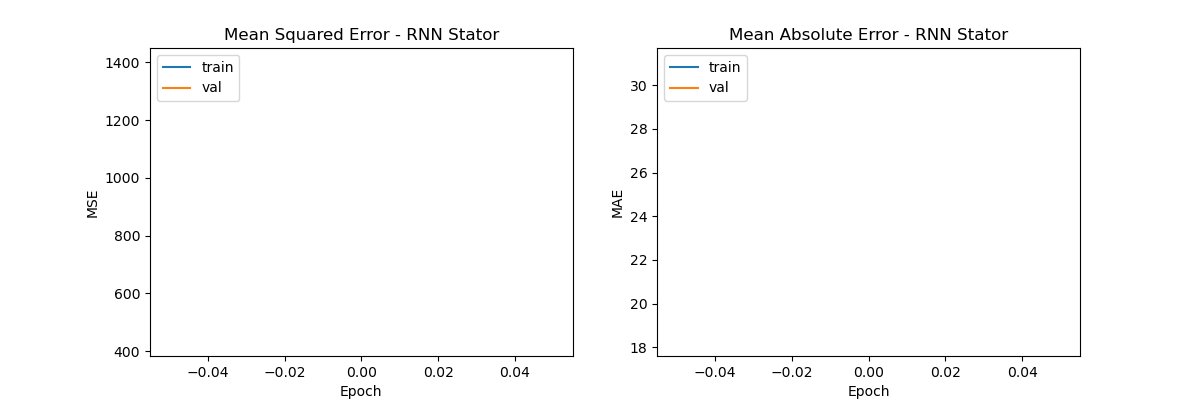 Mean Squared Error - RNN Stator
train
val
1400
1200
1000
800
600
400
MSE
−0.04 −0.02 0.00 0.02 0.04
Epoch
Mean Absolute Error - RNN Stator
train
val
30
28
26
24
22
20
18
MAE
−0.04 −0.02 0.00 0.02 0.04
Epoch